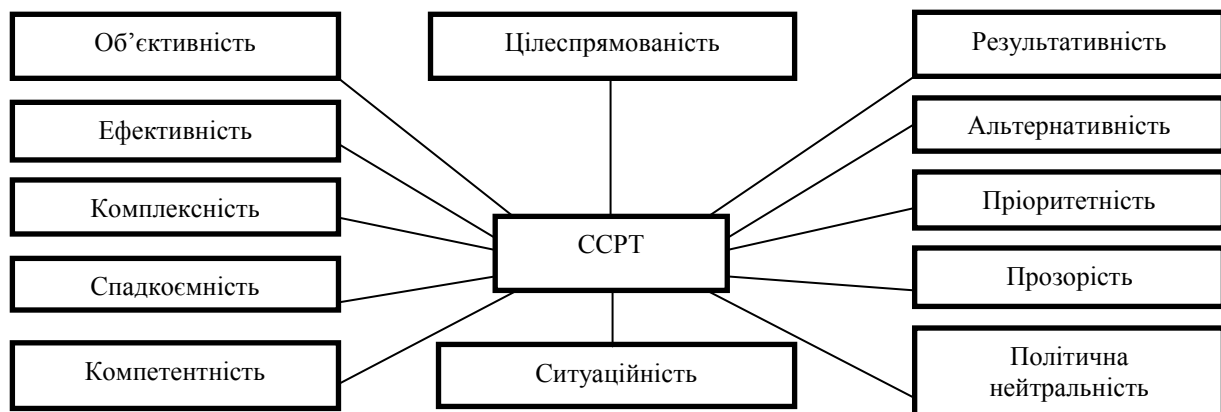 Об’єктивність
Цілеспрямованість
Результативність
Ефективність
Альтернативність
Комплексність
Пріоритетність
ССРТ
Спадкоємність
Прозорість
Компетентність
Ситуаційність
Політична
нейтральність